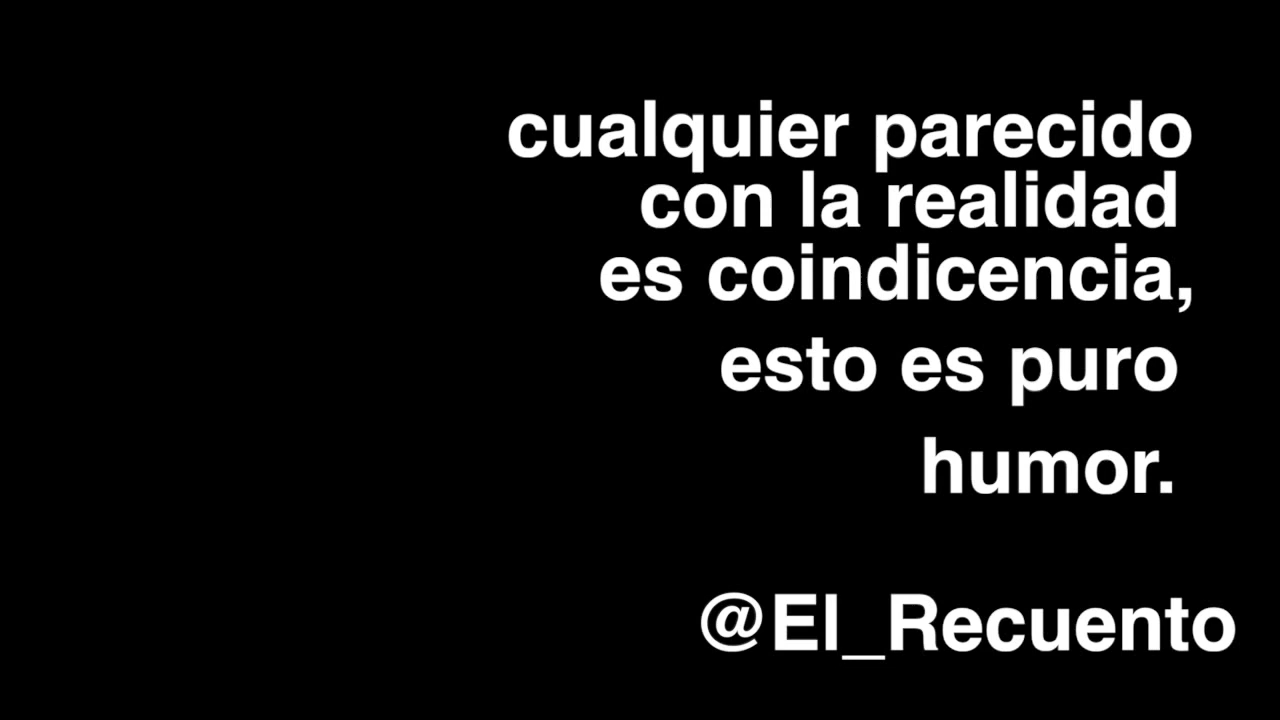 cualquier parecido
con la realidad
es coindicencia,
esto es puro
humor.
@El_Recuento